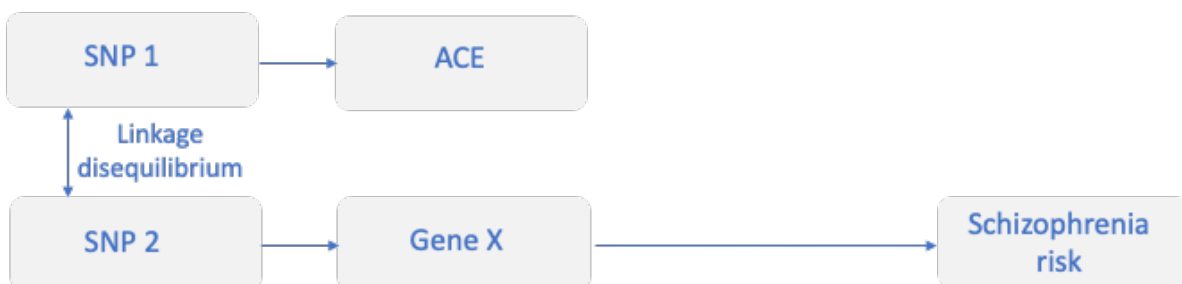 SNP 1
ACE
Linkage
disequilibrium
SNP 2
Gene X
Schizophrenia
risk